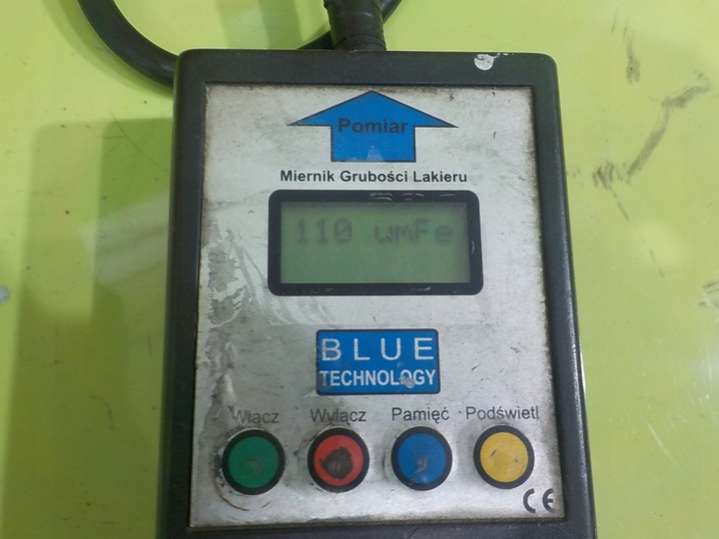 Pomiar
Miernik Grubości Lakieru
110 umFe
BLUE
TECHNOLOGY
Włącz Wyłącz Pamięć Podświetl
CE